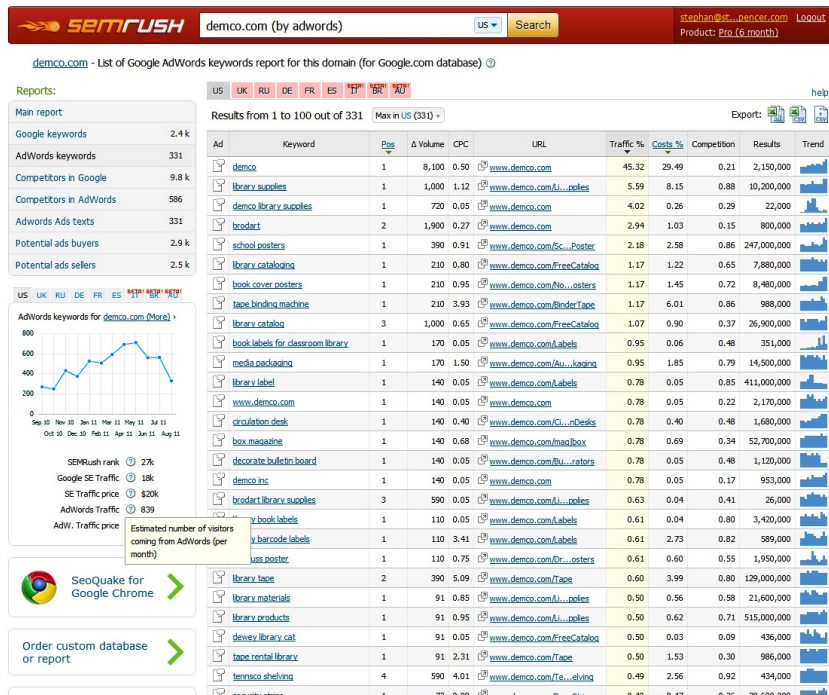 SEMRUSH
demco.com (by adwords) US Search
stephan@st...pencer.com Logout
Product: Pro (6 month)
demco.com - List of Google AdWords keywords report for this domain (for Google.com database)
Reports:
Main report
Google keywords 2.4 k
AdWords keywords 331
Competitors in Google 9.8 k
Competitors in AdWords 586
Adwords Ads texts 331
Potential ads buyers 2.9 k
Potential ads sellers 2.5 k
US UK RU DE FR ES IT BETA! BR BETA! AU BETA!
AdWords keywords for demco.com (More) ›
800
600
400
200
0
Sep 10 Nov 10 Jan 11 Mar 11 May 11 Jul 11
Oct 10 Dec 10 Feb 11 Apr 11 Jun 11 Aug 11
SEMRush rank 27k
Google SE Traffic 18k
SE Traffic price $20k
AdWords Traffic 839
AdW. Traffic price
Estimated number of visitors
coming from AdWords (per
month)
SeoQuake for
Google Chrome
Order custom database
or report
US UK RU DE FR ES IT BETA! BR BETA! AU BETA!
help
Results from 1 to 100 out of 331 Max in US (331) Export: CSV CSV
Ad Keyword Pos Δ Volume CPC URL Traffic % Costs % Competition Results Trend
demco 1 8,100 0.50 www.demco.com 45.32 29.49 0.21 2,150,000
library supplies 1 1,000 1.12 www.demco.com/Li...pplies 5.59 8.15 0.88 10,200,000
demco library supplies 1 720 0.05 www.demco.com 4.02 0.26 0.29 22,000
brodart 2 1,900 0.27 www.demco.com 2.94 1.03 0.15 800,000
school posters 1 390 0.91 www.demco.com/Sc...Poster 2.18 2.58 0.86 247,000,000
library cataloging 1 210 0.80 www.demco.com/FreeCatalog 1.17 1.22 0.65 7,880,000
book cover posters 1 210 0.95 www.demco.com/No...osters 1.17 1.45 0.72 8,480,000
tape binding machine 1 210 3.93 www.demco.com/BinderTape 1.17 6.01 0.86 988,000
library catalog 3 1,000 0.65 www.demco.com/FreeCatalog 1.07 0.90 0.37 26,900,000
book labels for classroom library 1 170 0.05 www.demco.com/Labels 0.95 0.06 0.48 351,000
media packaging 1 170 1.50 www.demco.com/Au...kaging 0.95 1.85 0.79 14,500,000
library label 1 140 0.05 www.demco.com/Labels 0.78 0.05 0.85 411,000,000
www.demco.com 1 140 0.05 www.demco.com 0.78 0.05 0.22 2,170,000
circulation desk 1 140 0.40 www.demco.com/Ci...nDesks 0.78 0.40 0.48 1,680,000
box magazine 1 140 0.68 www.demco.com/mag|box 0.78 0.69 0.34 52,700,000
decorate bulletin board 1 140 0.05 www.demco.com/Bu...rators 0.78 0.05 0.48 1,120,000
demco inc 1 140 0.05 www.demco.com 0.78 0.05 0.17 953,000
brodart library supplies 3 590 0.05 www.demco.com/Li...pplies 0.63 0.04 0.41 26,000
book labels 1 110 0.05 www.demco.com/Labels 0.61 0.04 0.80 3,420,000
barcode labels 1 110 3.41 www.demco.com/Labels 0.61 2.73 0.82 589,000
uss poster 1 110 0.75 www.demco.com/Dr...osters 0.61 0.60 0.55 1,950,000
library tape 2 390 5.09 www.demco.com/Tape 0.60 3.99 0.80 129,000,000
library materials 1 91 0.85 www.demco.com/Li...pplies 0.50 0.56 0.58 21,600,000
library products 1 91 0.95 www.demco.com/Li...pplies 0.50 0.62 0.71 515,000,000
dewey library cat 1 91 0.05 www.demco.com/FreeCatalog 0.50 0.03 0.09 436,000
tape rental library 1 91 2.31 www.demco.com/Tape 0.50 1.53 0.30 986,000
tennsco shelving 4 590 4.01 www.demco.com/Te...elving 0.49 2.56 0.92 434,000